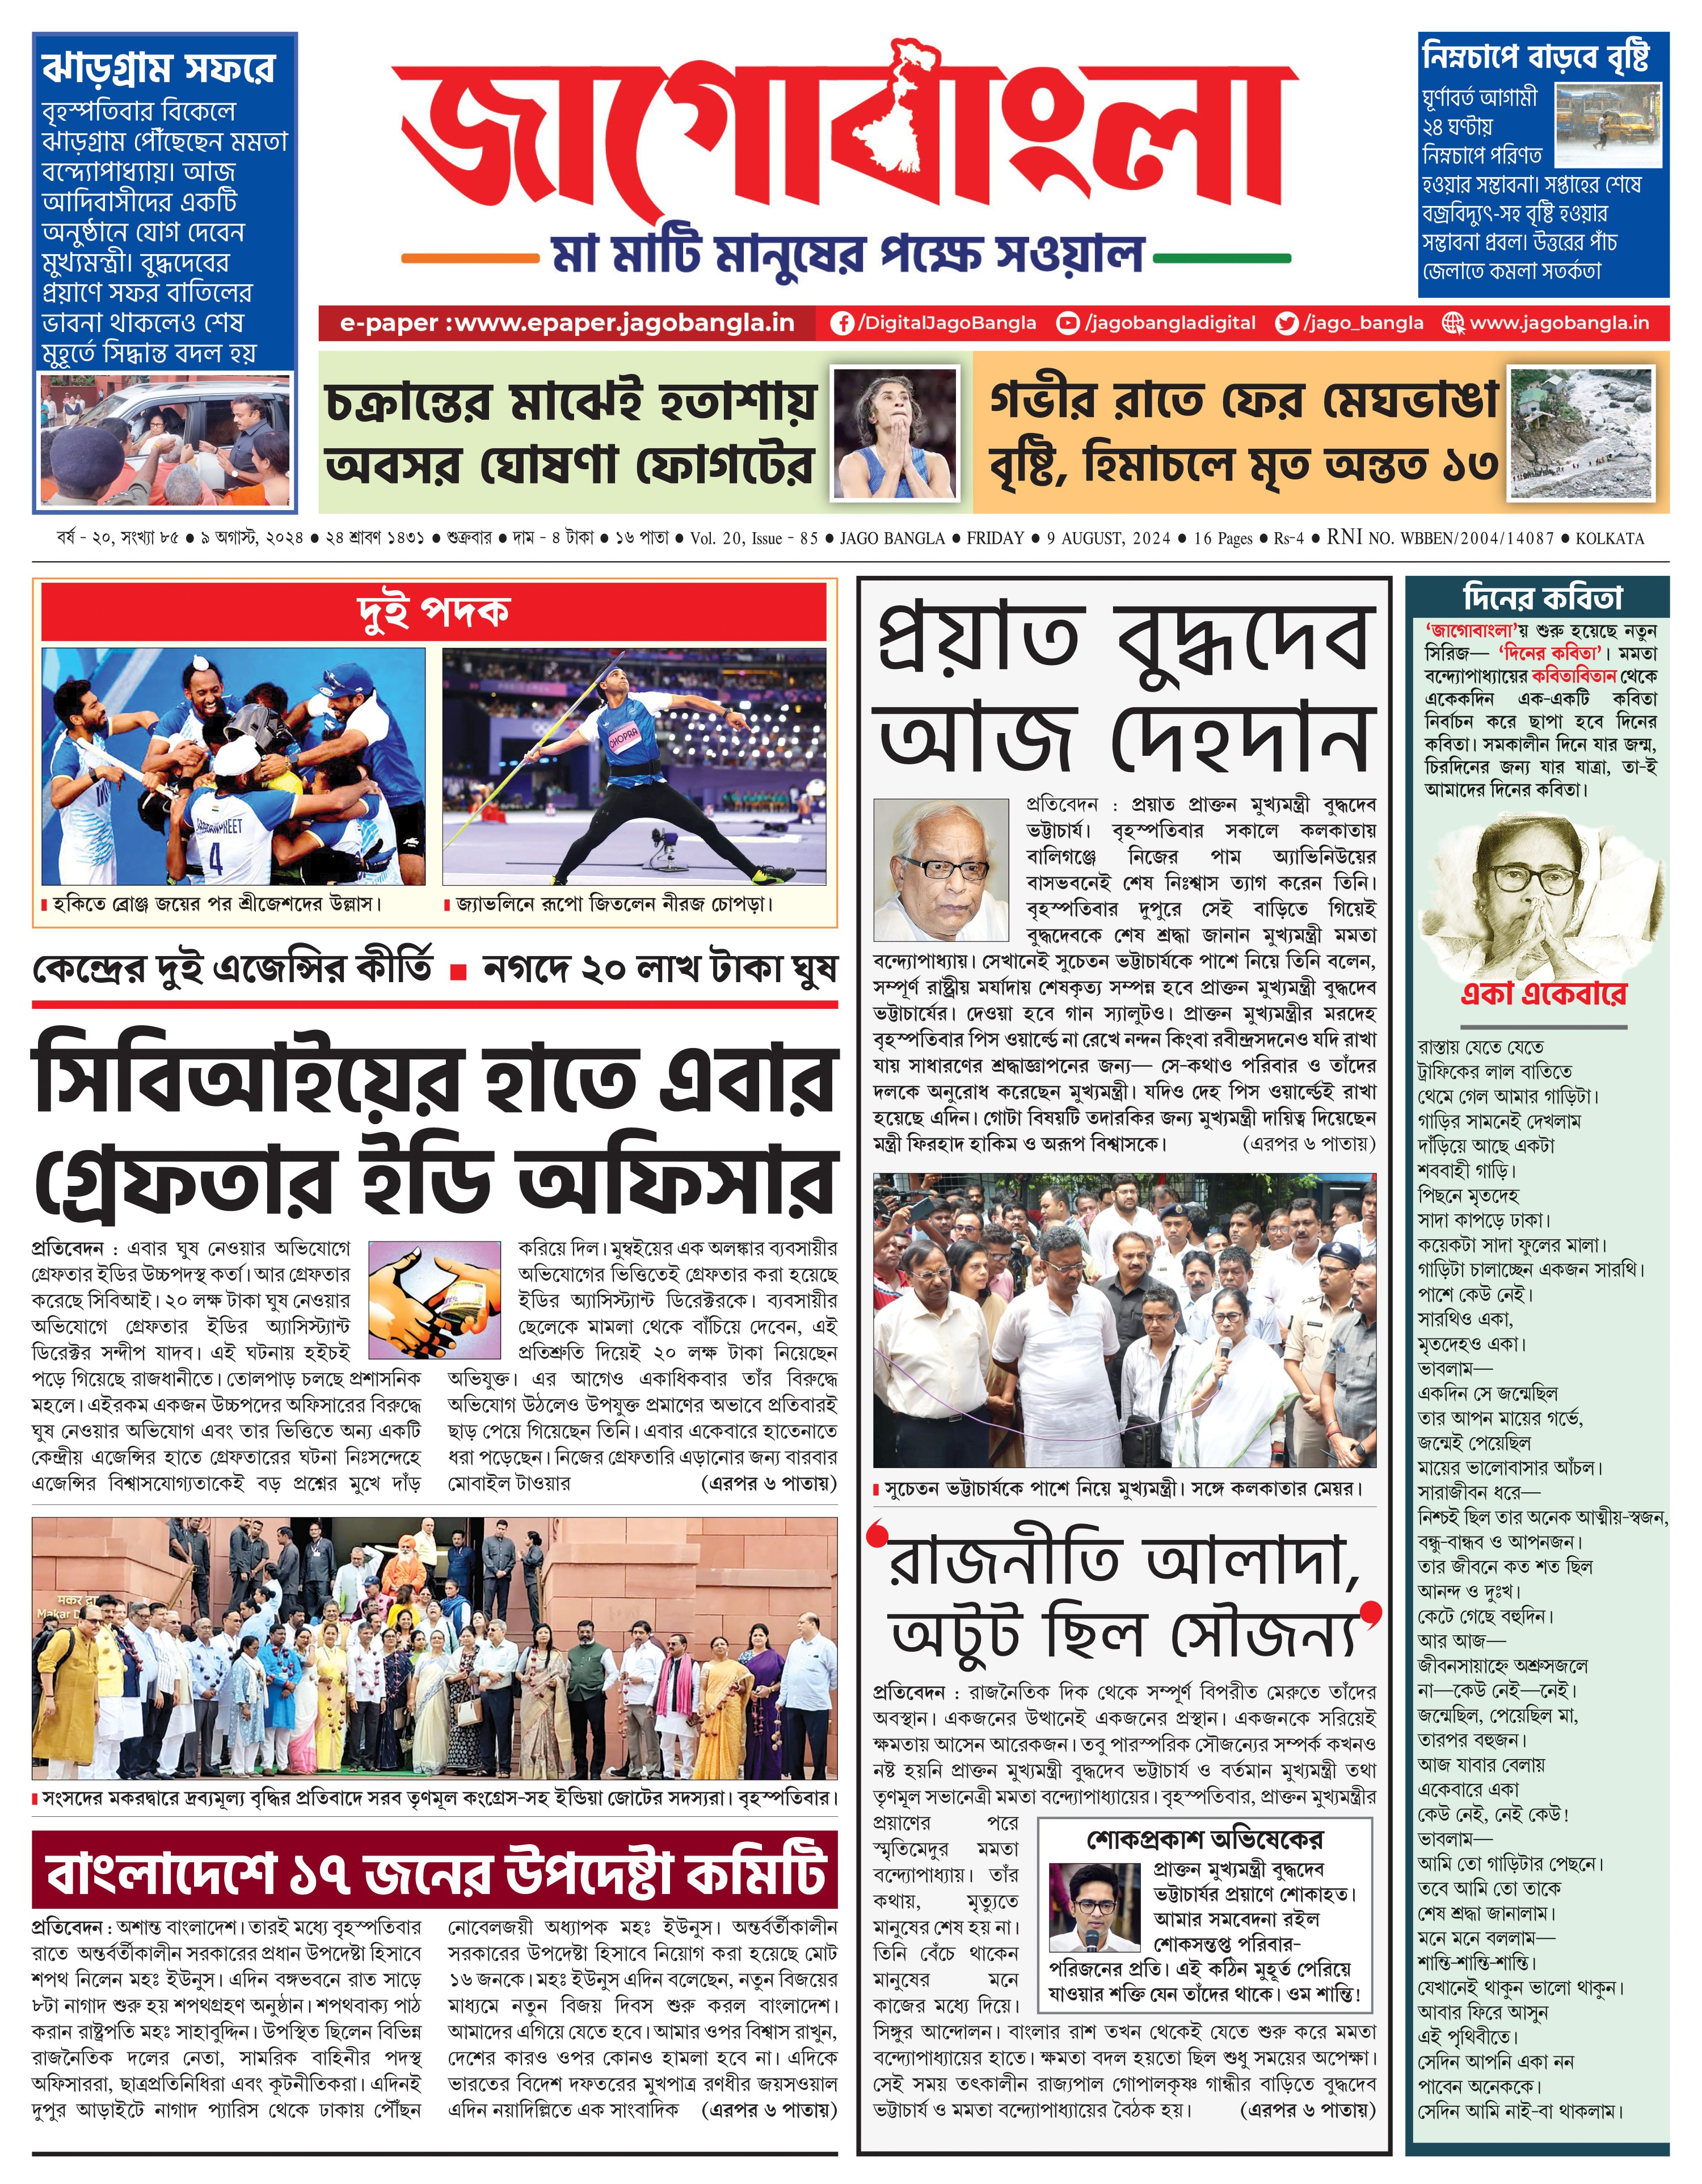 ঝাড়গ্রাম সফরে
বৃহস্পতিবার বিকেলে
ঝাড়গ্রাম পৌঁছেছেন মমতা
বন্দ্যোপাধ্যায়। আজ
আদিবাসীদের একটি
অনুষ্ঠানে যোগ দেবেন
মুখ্যমন্ত্রী। বুদ্ধদেবের
প্রয়াণে সফর বাতিলের
ভাবনা থাকলেও শেষ
মুহূর্তে সিদ্ধান্ত বদল হয়
জাগোবাংলা
মা মাটি মানুষের পক্ষে সওয়াল
নিম্নচাপে বাড়বে বৃষ্টি
ঘূর্ণাবর্ত আগামী
২৪ ঘণ্টায়
নিম্নচাপে পরিণত
হওয়ার সম্ভাবনা। সপ্তাহের শেষে
বজ্রবিদ্যুৎ-সহ বৃষ্টি হওয়ার
সম্ভাবনা প্রবল। উত্তরের পাঁচ
জেলাতে কমলা সতর্কতা
e-paper :www.epaper.jagobangla.in /DigitalJagoBangla /jagobangladigital /jago_bangla www.jagobangla.in
চক্রান্তের মাঝেই হতাশায়
অবসর ঘোষণা ফোগটের
গভীর রাতে ফের মেঘভাঙা
বৃষ্টি, হিমাচলে মৃত অন্তত ১৩
বর্ষ - ২০, সংখ্যা ৮৫ ● ৯ অগাস্ট, ২০২৪ ● ২৪ শ্রাবণ ১৪৩১ ● শুক্রবার ● দাম - ৪ টাকা ● ১৬ পাতা ● Vol. 20, Issue - 85 ● JAGO BANGLA ● FRIDAY ● 9 AUGUST, 2024 ● 16 Pages ● Rs-4 ● RNI NO. WBBEN/2004/14087 ● KOLKATA
দুই পদক
CHOPRA
HARMANPREET
4
হকিতে ব্রোঞ্জ জয়ের পর শ্রীজেশদের উল্লাস।
জ্যাভলিনে রূপো জিতলেন নীরজ চোপড়া।
কেন্দ্রের দুই এজেন্সির কীর্তি ■ নগদে ২০ লাখ টাকা ঘুষ
সিবিআইয়ের হাতে এবার
গ্রেফতার ইডি অফিসার
প্রতিবেদন : এবার ঘুষ নেওয়ার অভিযোগে
গ্রেফতার ইডির উচ্চপদস্থ কর্তা। আর গ্রেফতার
করেছে সিবিআই। ২০ লক্ষ টাকা ঘুষ নেওয়ার
অভিযোগে গ্রেফতার ইডির অ্যাসিস্ট্যান্ট
ডিরেক্টর সন্দীপ যাদব। এই ঘটনায় হইচই
পড়ে গিয়েছে রাজধানীতে। তোলপাড় চলছে প্রশাসনিক
মহলে। এইরকম একজন উচ্চপদের অফিসারের বিরুদ্ধে
ঘুষ নেওয়ার অভিযোগ এবং তার ভিত্তিতে অন্য একটি
কেন্দ্রীয় এজেন্সির হাতে গ্রেফতারের ঘটনা নিঃসন্দেহে
এজেন্সির বিশ্বাসযোগ্যতাকেই বড় প্রশ্নের মুখে দাঁড়
করিয়ে দিল। মুম্বইয়ের এক অলঙ্কার ব্যবসায়ীর
অভিযোগের ভিত্তিতেই গ্রেফতার করা হয়েছে
ইডির অ্যাসিস্ট্যান্ট ডিরেক্টরকে। ব্যবসায়ীর
ছেলেকে মামলা থেকে বাঁচিয়ে দেবেন, এই
প্রতিশ্রুতি দিয়েই ২০ লক্ষ টাকা নিয়েছেন
অভিযুক্ত। এর আগেও একাধিকবার তাঁর বিরুদ্ধে
অভিযোগ উঠলেও উপযুক্ত প্রমাণের অভাবে প্রতিবারই
ছাড় পেয়ে গিয়েছেন তিনি। এবার একেবারে হাতেনাতে
ধরা পড়েছেন। নিজের গ্রেফতারি এড়ানোর জন্য বারবার
মোবাইল টাওয়ার (এরপর ৬ পাতায়)
সংসদের মকরদ্বারে দ্রব্যমূল্য বৃদ্ধির প্রতিবাদে সরব তৃণমূল কংগ্রেস-সহ ইন্ডিয়া জোটের সদস্যরা। বৃহস্পতিবার।
বাংলাদেশে ১৭ জনের উপদেষ্টা কমিটি
প্রতিবেদন : অশান্ত বাংলাদেশ। তারই মধ্যে বৃহস্পতিবার
রাতে অন্তর্বর্তীকালীন সরকারের প্রধান উপদেষ্টা হিসাবে
শপথ নিলেন মহঃ ইউনুস। এদিন বঙ্গভবনে রাত সাড়ে
৮টা নাগাদ শুরু হয় শপথগ্রহণ অনুষ্ঠান। শপথবাক্য পাঠ
করান রাষ্ট্রপতি মহঃ সাহাবুদ্দিন। উপস্থিত ছিলেন বিভিন্ন
রাজনৈতিক দলের নেতা, সামরিক বাহিনীর পদস্থ
অফিসাররা, ছাত্রপ্রতিনিধিরা এবং কূটনীতিকরা। এদিনই
দুপুর আড়াইটে নাগাদ প্যারিস থেকে ঢাকায় পৌঁছন
নোবেলজয়ী অধ্যাপক মহঃ ইউনুস। অন্তর্বর্তীকালীন
সরকারের উপদেষ্টা হিসাবে নিয়োগ করা হয়েছে মোট
১৬ জনকে। মহঃ ইউনুস এদিন বলেছেন, নতুন বিজয়ের
মাধ্যমে নতুন বিজয় দিবস শুরু করল বাংলাদেশ।
আমাদের এগিয়ে যেতে হবে। আমার ওপর বিশ্বাস রাখুন,
দেশের কারও ওপর কোনও হামলা হবে না। এদিকে
ভারতের বিদেশ দফতরের মুখপাত্র রণধীর জয়সওয়াল
এদিন নয়াদিল্লিতে এক সাংবাদিক (এরপর ৬ পাতায়)
প্রয়াত বুদ্ধদেব
আজ দেহদান
প্রতিবেদন : প্রয়াত প্রাক্তন মুখ্যমন্ত্রী বুদ্ধদেব
ভট্টাচার্য। বৃহস্পতিবার সকালে কলকাতায়
বালিগঞ্জে নিজের পাম অ্যাভিনিউয়ের
বাসভবনেই শেষ নিঃশ্বাস ত্যাগ করেন তিনি।
বৃহস্পতিবার দুপুরে সেই বাড়িতে গিয়েই
বুদ্ধদেবকে শেষ শ্রদ্ধা জানান মুখ্যমন্ত্রী মমতা
বন্দ্যোপাধ্যায়। সেখানেই সুচেতন ভট্টাচার্যকে পাশে নিয়ে তিনি বলেন,
সম্পূর্ণ রাষ্ট্রীয় মর্যাদায় শেষকৃত্য সম্পন্ন হবে প্রাক্তন মুখ্যমন্ত্রী বুদ্ধদেব
ভট্টাচার্যের। দেওয়া হবে গান স্যালুটও। প্রাক্তন মুখ্যমন্ত্রীর মরদেহ
বৃহস্পতিবার পিস ওয়ার্ল্ডে না রেখে নন্দন কিংবা রবীন্দ্রসদনেও যদি রাখা
যায় সাধারণের শ্রদ্ধাজ্ঞাপনের জন্য— সে-কথাও পরিবার ও তাঁদের
দলকে অনুরোধ করেছেন মুখ্যমন্ত্রী। যদিও দেহ পিস ওয়ার্ল্ডেই রাখা
হয়েছে এদিন। গোটা বিষয়টি তদারকির জন্য মুখ্যমন্ত্রী দায়িত্ব দিয়েছেন
মন্ত্রী ফিরহাদ হাকিম ও অরূপ বিশ্বাসকে। (এরপর ৬ পাতায়)
সুচেতন ভট্টাচার্যকে পাশে নিয়ে মুখ্যমন্ত্রী। সঙ্গে কলকাতার মেয়র।
‘রাজনীতি আলাদা,
অটুট ছিল সৌজন্য’
প্রতিবেদন : রাজনৈতিক দিক থেকে সম্পূর্ণ বিপরীত মেরুতে তাঁদের
অবস্থান। একজনের উত্থানেই একজনের প্রস্থান। একজনকে সরিয়েই
ক্ষমতায় আসেন আরেকজন। তবু পারস্পরিক সৌজন্যের সম্পর্ক কখনও
নষ্ট হয়নি প্রাক্তন মুখ্যমন্ত্রী বুদ্ধদেব ভট্টাচার্য ও বর্তমান মুখ্যমন্ত্রী তথা
তৃণমূল সভানেত্রী মমতা বন্দ্যোপাধ্যায়ের। বৃহস্পতিবার, প্রাক্তন মুখ্যমন্ত্রীর
প্রয়াণের পরে
স্মৃতিমেদুর মমতা
বন্দ্যোপাধ্যায়। তাঁর
কথায়, মৃত্যুতে
মানুষের শেষ হয় না।
তিনি বেঁচে থাকেন
মানুষের মনে
কাজের মধ্যে দিয়ে।
শোকপ্রকাশ অভিষেকের
প্রাক্তন মুখ্যমন্ত্রী বুদ্ধদেব
ভট্টাচার্যর প্রয়াণে শোকাহত।
আমার সমবেদনা রইল
শোকসন্তপ্ত পরিবার-
পরিজনের প্রতি। এই কঠিন মুহূর্ত পেরিয়ে
যাওয়ার শক্তি যেন তাঁদের থাকে। ওম শান্তি!
সিঙ্গুর আন্দোলন। বাংলার রাশ তখন থেকেই যেতে শুরু করে মমতা
বন্দ্যোপাধ্যায়ের হাতে। ক্ষমতা বদল হয়তো ছিল শুধু সময়ের অপেক্ষা।
সেই সময় তৎকালীন রাজ্যপাল গোপালকৃষ্ণ গান্ধীর বাড়িতে বুদ্ধদেব
ভট্টাচার্য ও মমতা বন্দ্যোপাধ্যায়ের বৈঠক হয়। (এরপর ৬ পাতায়)
দিনের কবিতা
‘জাগোবাংলা’য় শুরু হয়েছে নতুন
সিরিজ— ‘দিনের কবিতা’। মমতা
বন্দ্যোপাধ্যায়ের কবিতাবিতান থেকে
একেকদিন এক-একটি কবিতা
নির্বাচন করে ছাপা হবে দিনের
কবিতা। সমকালীন দিনে যার জন্ম,
চিরদিনের জন্য যার যাত্রা, তা-ই
আমাদের দিনের কবিতা।
একা একেবারে
রাস্তায় যেতে যেতে
ট্রাফিকের লাল বাতিতে
থেমে গেল আমার গাড়িটা।
গাড়ির সামনেই দেখলাম
দাঁড়িয়ে আছে একটা
শববাহী গাড়ি।
পিছনে মৃতদেহ
সাদা কাপড়ে ঢাকা।
কয়েকটা সাদা ফুলের মালা।
গাড়িটা চালাচ্ছেন একজন সারথি।
পাশে কেউ নেই।
সারথিও একা,
মৃতদেহও একা।
ভাবলাম—
একদিন সে জন্মেছিল
তার আপন মায়ের গর্ভে,
জন্মেই পেয়েছিল
মায়ের ভালোবাসার আঁচল।
সারাজীবন ধরে—
নিশ্চই ছিল তার অনেক আত্মীয়-স্বজন,
বন্ধু-বান্ধব ও আপনজন।
তার জীবনে কত শত ছিল
আনন্দ ও দুঃখ।
কেটে গেছে বহুদিন।
আর আজ—
জীবনসায়াহ্নে অশ্রুসজলে
না—কেউ নেই—নেই।
জন্মেছিল, পেয়েছিল মা,
তারপর বহুজন।
আজ যাবার বেলায়
একেবারে একা
কেউ নেই, নেই কেউ!
ভাবলাম—
আমি তো গাড়িটার পেছনে।
তবে আমি তো তাকে
শেষ শ্রদ্ধা জানালাম।
মনে মনে বললাম—
শান্তি-শান্তি-শান্তি।
যেখানেই থাকুন ভালো থাকুন।
আবার ফিরে আসুন
এই পৃথিবীতে।
সেদিন আপনি একা নন
পাবেন অনেককে।
সেদিন আমি নাই-বা থাকলাম।